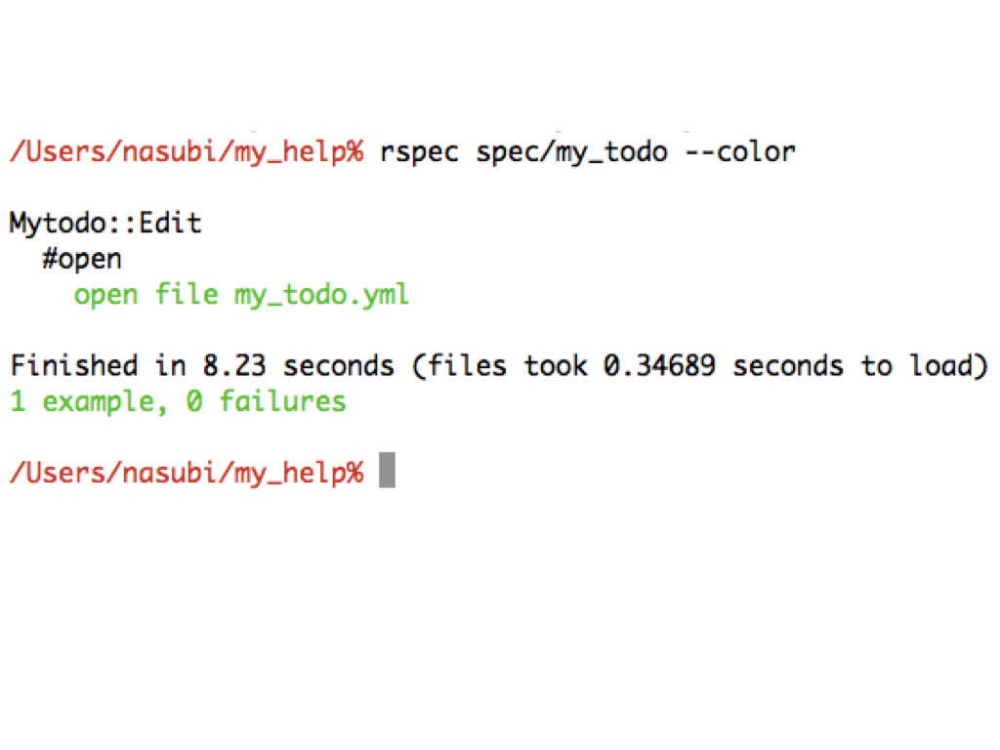 /Users/nasubi/my_help% rspec spec/my_todo --color
Mytodo::Edit
#open
open file my_todo.yml
Finished in 8.23 seconds (files took 0.34689 seconds to load)
1 example, 0 failures
/Users/nasubi/my_help%